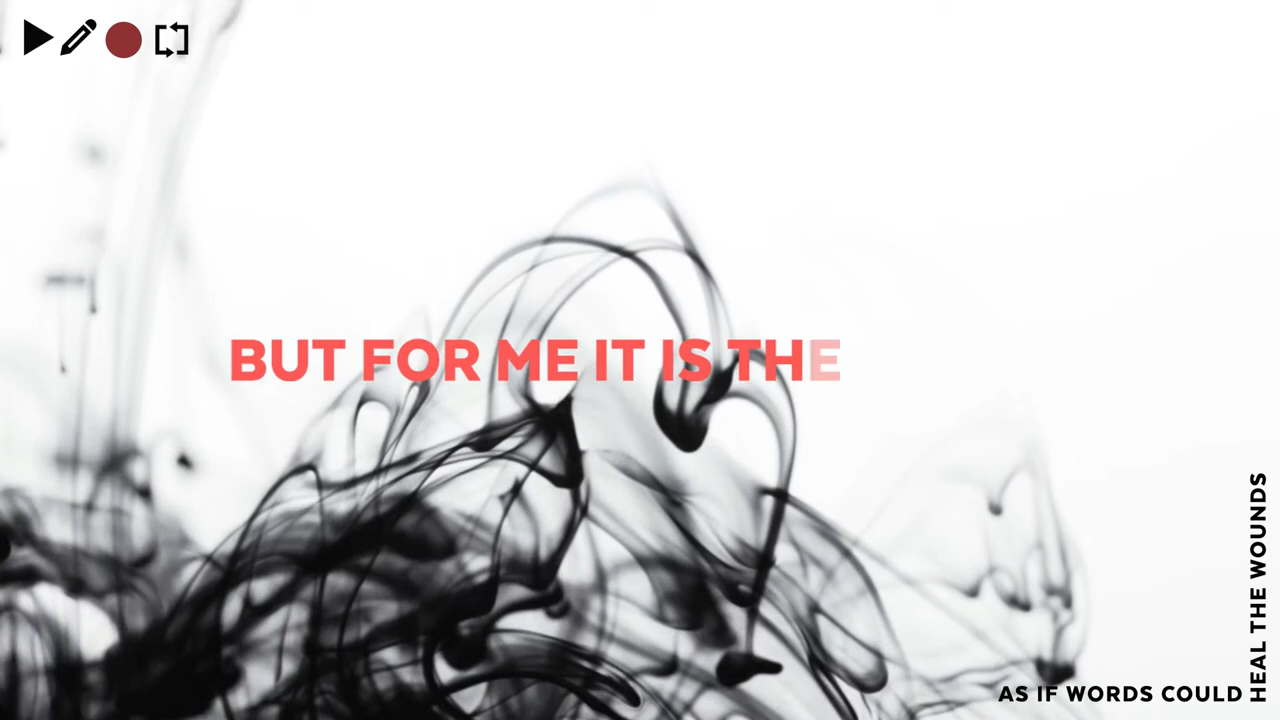 BUT FOR ME IT IS THE
AS IF WORDS COULD
HEAL THE WOUNDS